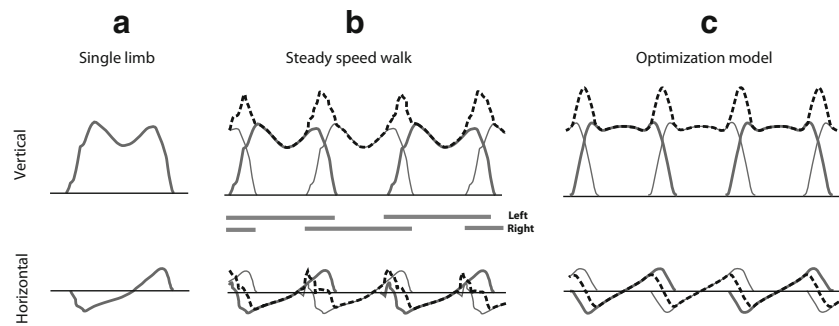 a
b
c
Single limb
Steady speed walk
Optimization model
Vertical
Left
Right
Horizontal